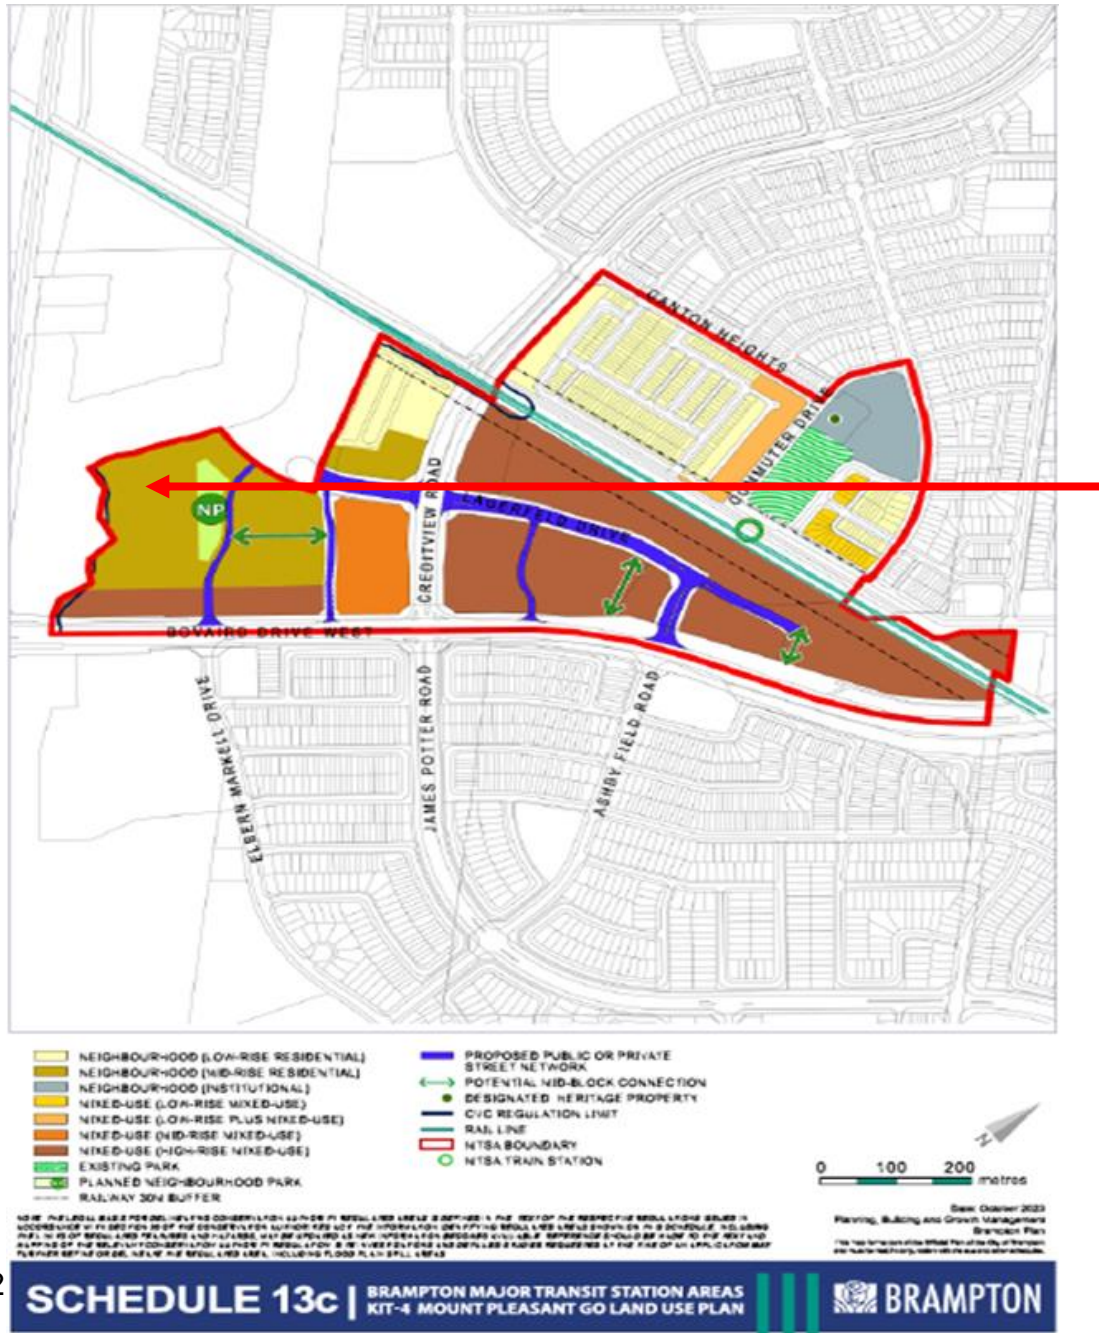 CANTON HEIGHTS
COMMUTER DRIVE
CREDITVIEW ROAD
LAGERFELD DRIVE
NP
BOVAIRD DRIVE WEST
ELBERN MARKELL DRIVE
JAMES POTTER ROAD
ASHBY FIELD ROAD
NEIGHBOURHOOD (LOW-RISE RESIDENTIAL)
NEIGHBOURHOOD (MID-RISE RESIDENTIAL)
NEIGHBOURHOOD (INSTITUTIONAL)
MIXED-USE (LOW-RISE MIXED-USE)
MIXED-USE (LOW-RISE PLUS MIXED-USE)
MIXED-USE (MID-RISE MIXED-USE)
MIXED-USE (HIGH-RISE MIXED-USE)
EXISTING PARK
PLANNED NEIGHBOURHOOD PARK
RAILWAY 30M BUFFER
PROPOSED PUBLIC OR PRIVATE
STREET NETWORK
POTENTIAL MID-BLOCK CONNECTION
DESIGNATED HERITAGE PROPERTY
CVC REGULATION LIMIT
RAIL LINE
MTSA BOUNDARY
MTSA TRAIN STATION
N
0 100 200
metres
Date: October 2023
Planning, Building and Growth Management
Brampton Plan
2
SCHEDULE 13c |
BRAMPTON MAJOR TRANSIT STATION AREAS
KIT-4 MOUNT PLEASANT GO LAND USE PLAN
BRAMPTON